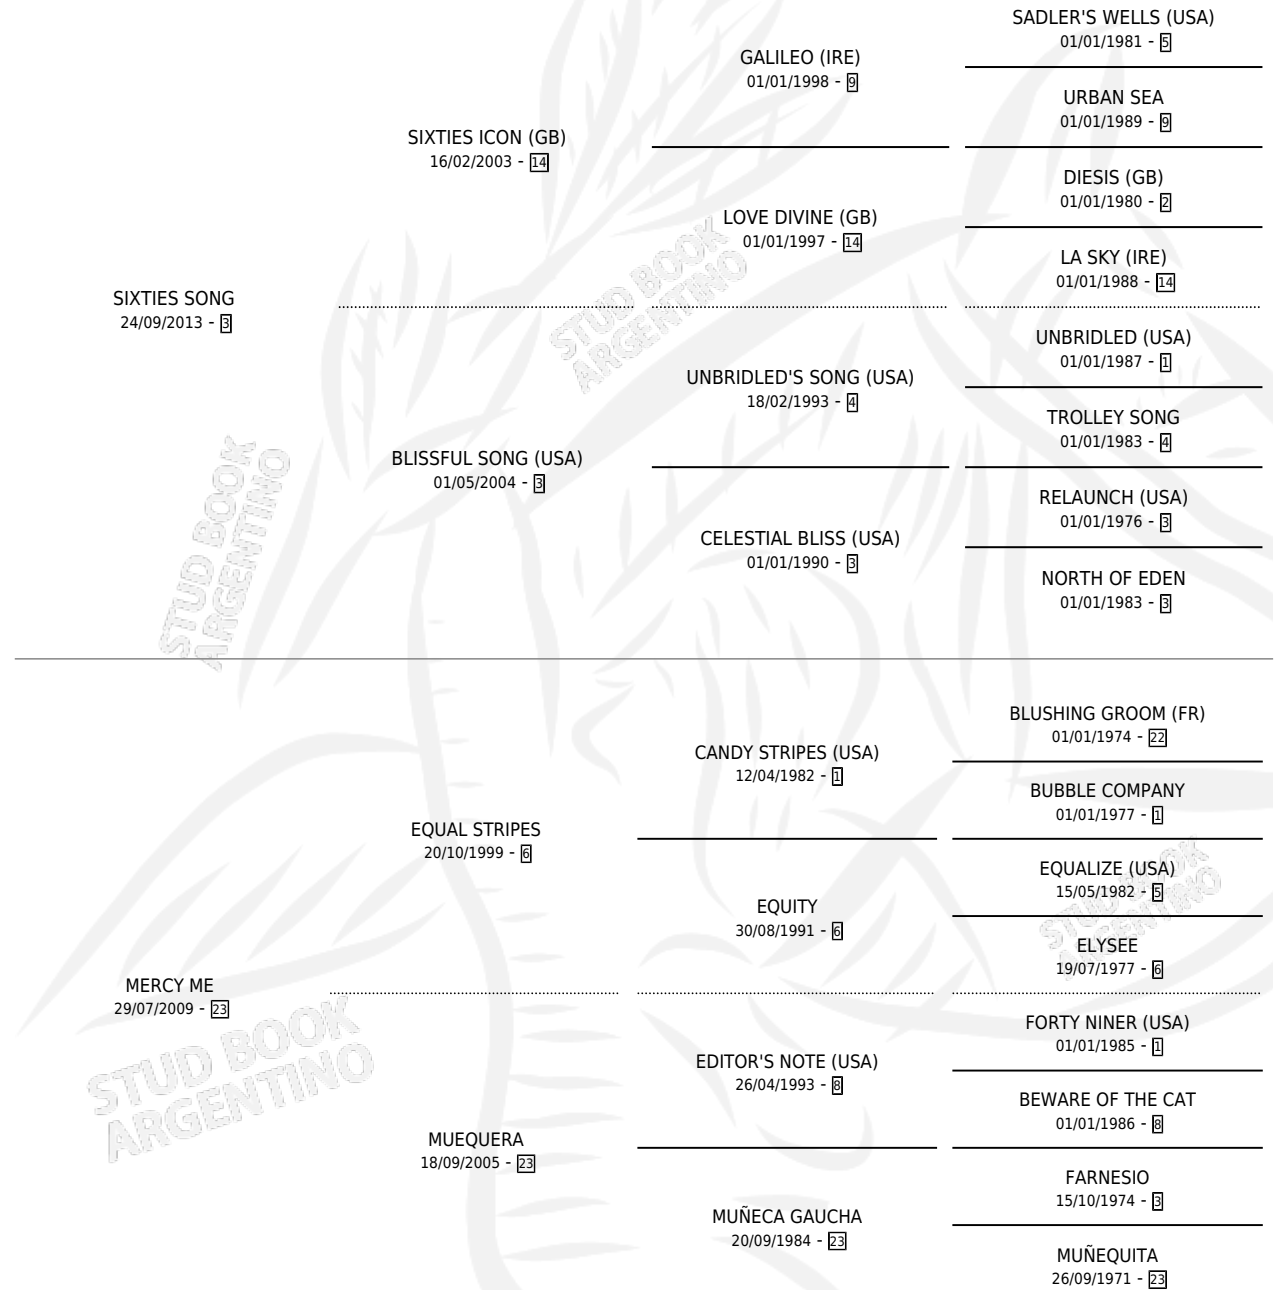 SADLER'S WELLS (USA)
01/01/1981 - 5
GALILEO (IRE)
01/01/1998 - 9
URBAN SEA
01/01/1989 - 9
SIXTIES ICON (GB)
16/02/2003 - 14
DIESIS (GB)
01/01/1980 - 2
LOVE DIVINE (GB)
01/01/1997 - 14
LA SKY (IRE)
01/01/1988 - 14
SIXTIES SONG
24/09/2013 - 3
UNBRIDLED (USA)
01/01/1987 - 1
UNBRIDLED'S SONG (USA)
18/02/1993 - 4
TROLLEY SONG
01/01/1983 - 4
BLISSFUL SONG (USA)
01/05/2004 - 3
RELAUNCH (USA)
01/01/1976 - 3
CELESTIAL BLISS (USA)
01/01/1990 - 3
NORTH OF EDEN
01/01/1983 - 3
BLUSHING GROOM (FR)
01/01/1974 - 22
CANDY STRIPES (USA)
12/04/1982 - 1
BUBBLE COMPANY
01/01/1977 - 1
EQUAL STRIPES
20/10/1999 - 6
EQUALIZE (USA)
15/05/1982 - 5
EQUITY
30/08/1991 - 6
ELYSEE
19/07/1977 - 6
MERCY ME
29/07/2009 - 23
FORTY NINER (USA)
01/01/1985 - 1
EDITOR'S NOTE (USA)
26/04/1993 - 8
BEWARE OF THE CAT
01/01/1986 - 8
MUEQUERA
18/09/2005 - 23
FARNESIO
15/10/1974 - 3
MUÑECA GAUCHA
20/09/1984 - 23
MUÑEQUITA
26/09/1971 - 23
STUD BOOK
ARGENTINO
STUD BOOK
ARGENTINO
STUD BOOK
ARGENTINO
STUD BOOK
ARGENTINO